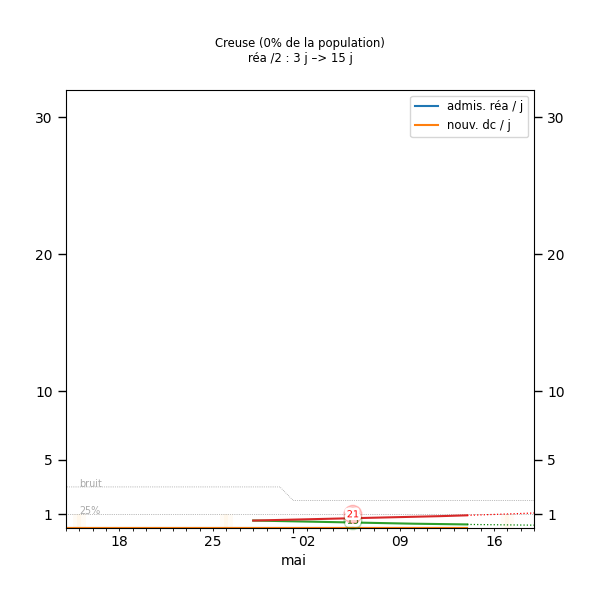 Creuse (0% de la population)
réa /2 : 3 j –> 15 j
admis. réa / j
nouv. dc / j
30
30
20
20
10
10
5
5
bruit
25%
1
1
21
18
25
02
09
16
mai